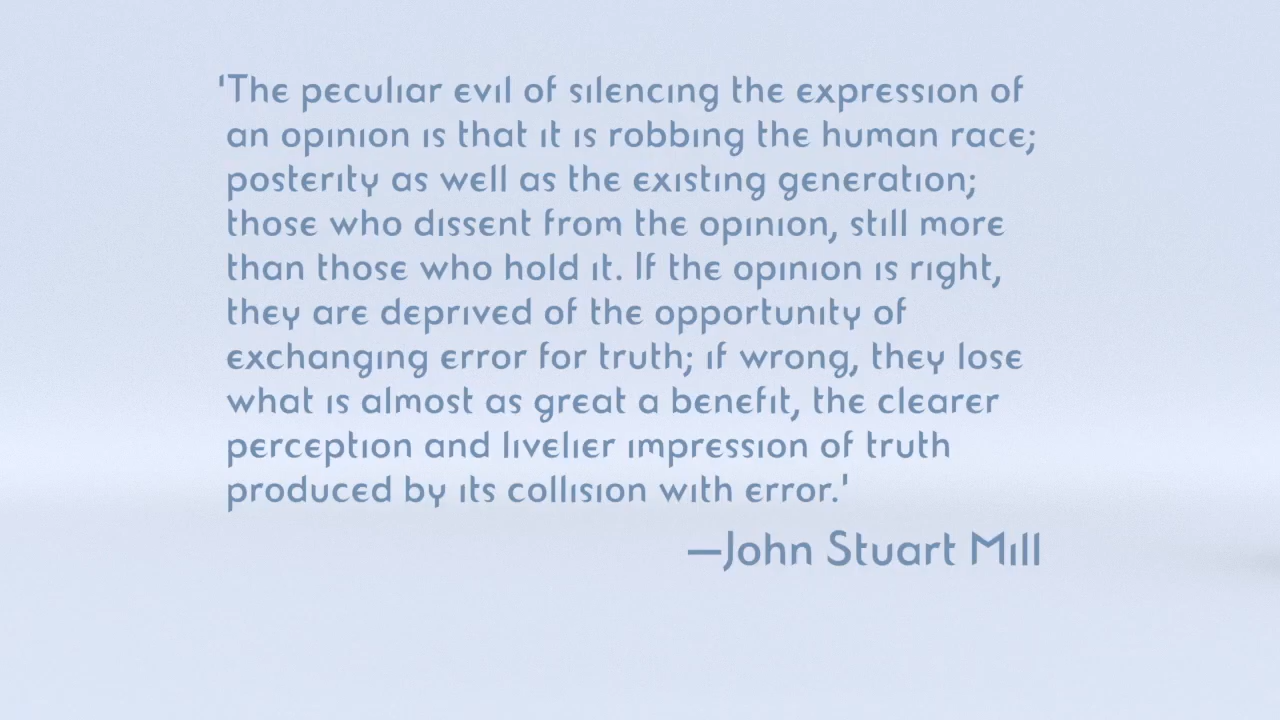 'The peculiar evil of silencing the expression of
an opinion is that it is robbing the human race;
posterity as well as the existing generation;
those who dissent from the opinion, still more
than those who hold it. If the opinion is right,
they are deprived of the opportunity of
exchanging error for truth; if wrong, they lose
what is almost as great a benefit, the clearer
perception and livelier impression of truth
produced by its collision with error.'
—John Stuart Mill